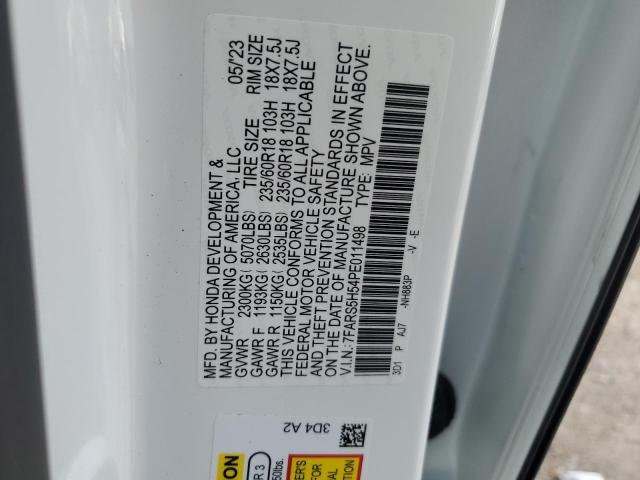 MFD. BY HONDA DEVELOPMENT &
MANUFACTURING OF AMERICA, LLC 05/'23
GVWR 2300KG( 5070LBS) TIRE SIZE RIM SIZE
GAWR F 1193KG( 2630LBS) 235/60R18 103H 18X7.5J
GAWR R 1150KG( 2535LBS) 235/60R18 103H 18X7.5J
THIS VEHICLE CONFORMS TO ALL APPLICABLE
FEDERAL MOTOR VEHICLE SAFETY
AND THEFT PREVENTION STANDARDS IN EFFECT
ON THE DATE OF MANUFACTURE SHOWN ABOVE.
V.I.N.:7FARS5H54PE011498 TYPE: MPV
3D1 P AJ7 -NH883P -V -E
3D4 A2